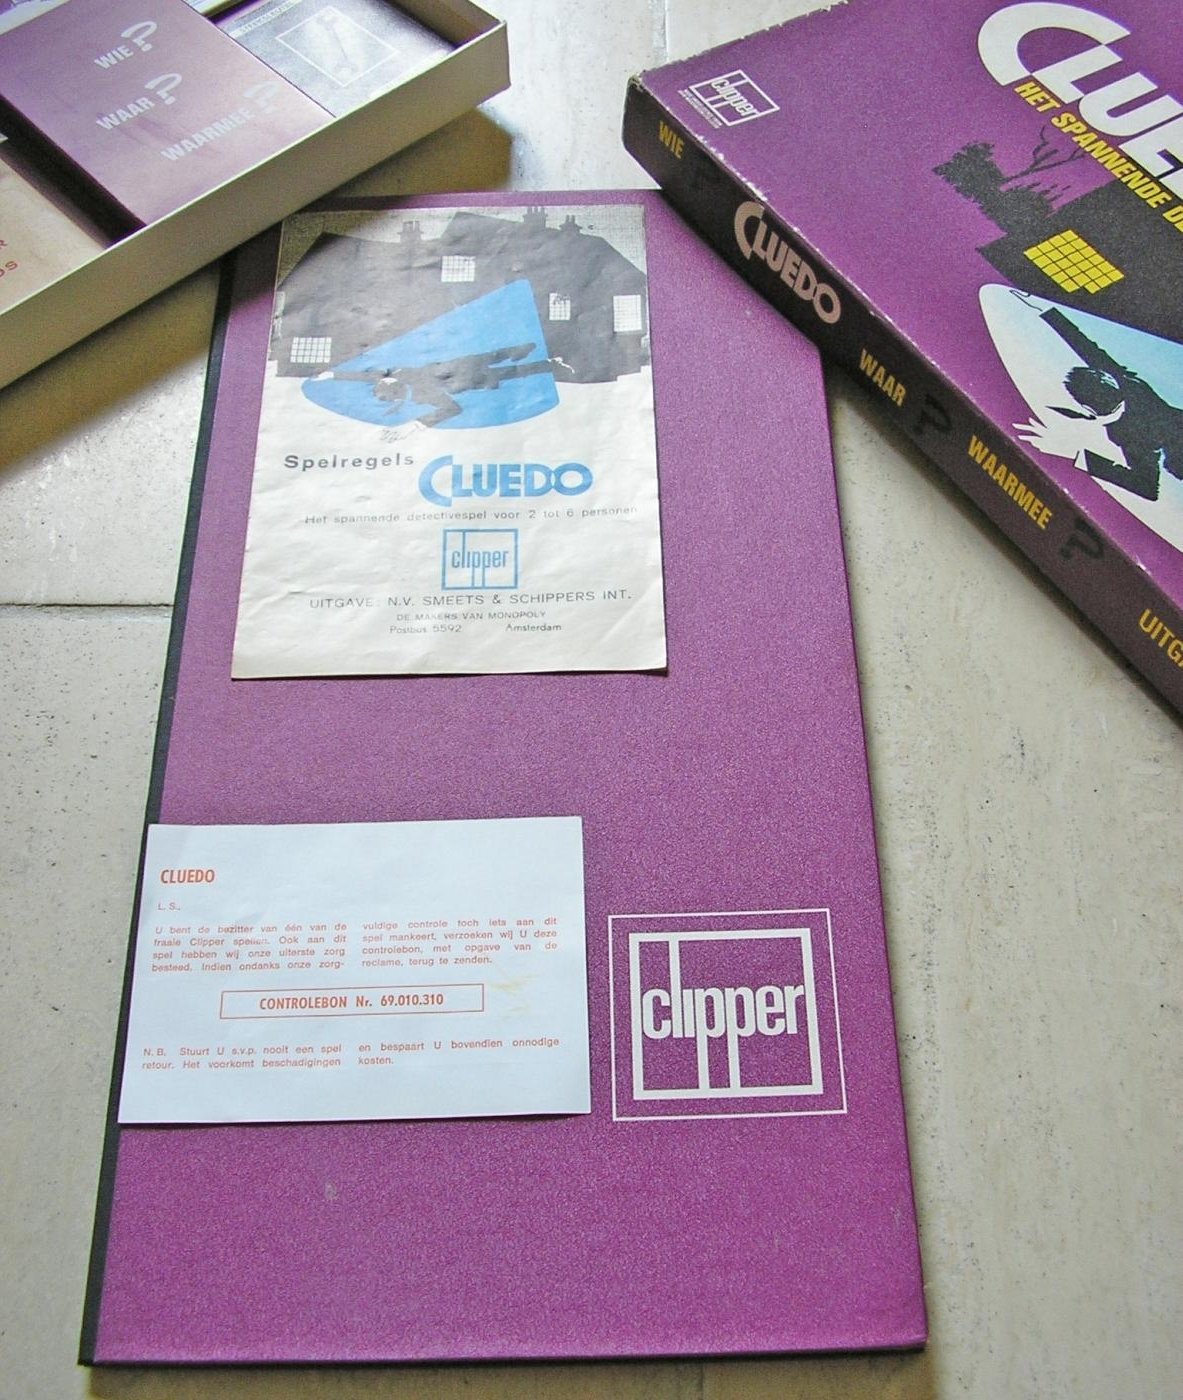 WIE?
WAAR?
WAARMEE?
clipper
CLUE
HET SPANNENDE
WIE ?
CLUEDO
WAAR ?
WAARMEE ?
Spelregels CLUEDO
Het spannende detectivespel voor 2 tot 6 personen
clipper
UITGAVE: N.V. SMEETS & SCHIPPERS INT.
DE MAKERS VAN MONOPOLY
Postbus 5592 Amsterdam
CLUEDO
L. S.,
U bent de bezitter van één van de
fraaie Clipper spellen. Ook aan dit
spel hebben wij onze uiterste zorg
besteed. Indien ondanks onze zorg-
vuldige controle toch iets aan dit
spel mankeert, verzoeken wij U deze
controlebon, met opgave van de
reclame, terug te zenden.
CONTROLEBON Nr. 69.010.310
N.B. Stuurt U s.v.p. nooit een spel
retour. Het voorkomt beschadigingen
en bespaart U bovendien onnodige
kosten.
clipper